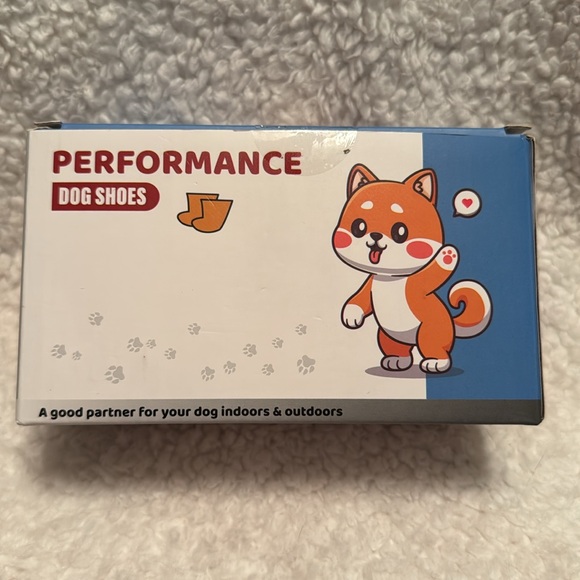 PERFORMANCE
DOG SHOES
A good partner for your dog indoors & outdoors